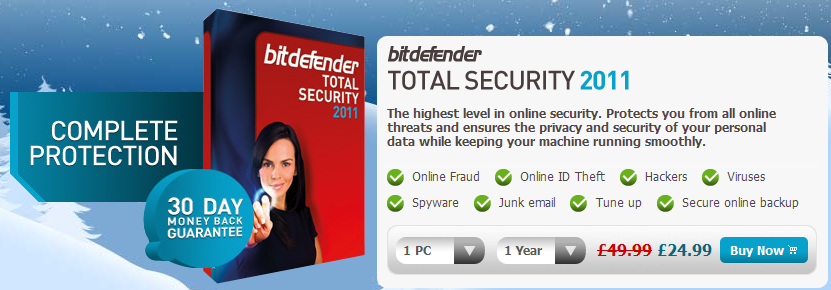 COMPLETE
PROTECTION
30 DAY
MONEY BACK
GUARANTEE
bitdefender
TOTAL
SECURITY
2011
bitdefender
TOTAL SECURITY 2011
The highest level in online security. Protects you from all online
threats and ensures the privacy and security of your personal
data while keeping your machine running smoothly.
Online Fraud Online ID Theft Hackers Viruses
Spyware Junk email Tune up Secure online backup
1 PC 1 Year £49.99 £24.99 Buy Now